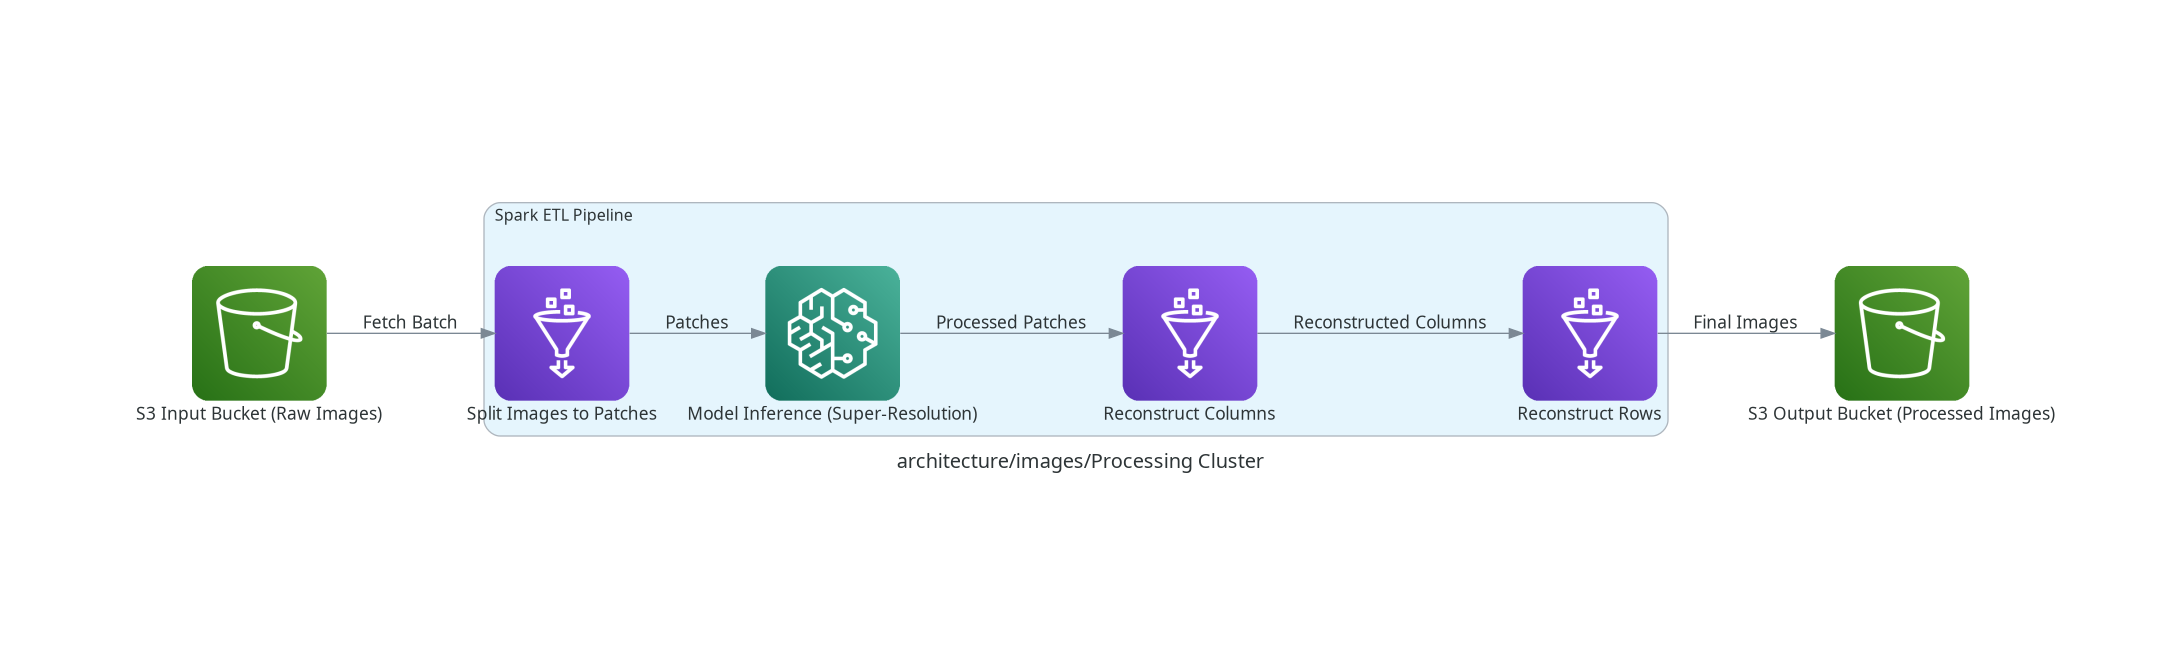 Spark ETL Pipeline
Fetch Batch
Patches
Processed Patches
Reconstructed Columns
Final Images
S3 Input Bucket (Raw Images)
Split Images to Patches
Model Inference (Super-Resolution)
Reconstruct Columns
Reconstruct Rows
S3 Output Bucket (Processed Images)
architecture/images/Processing Cluster